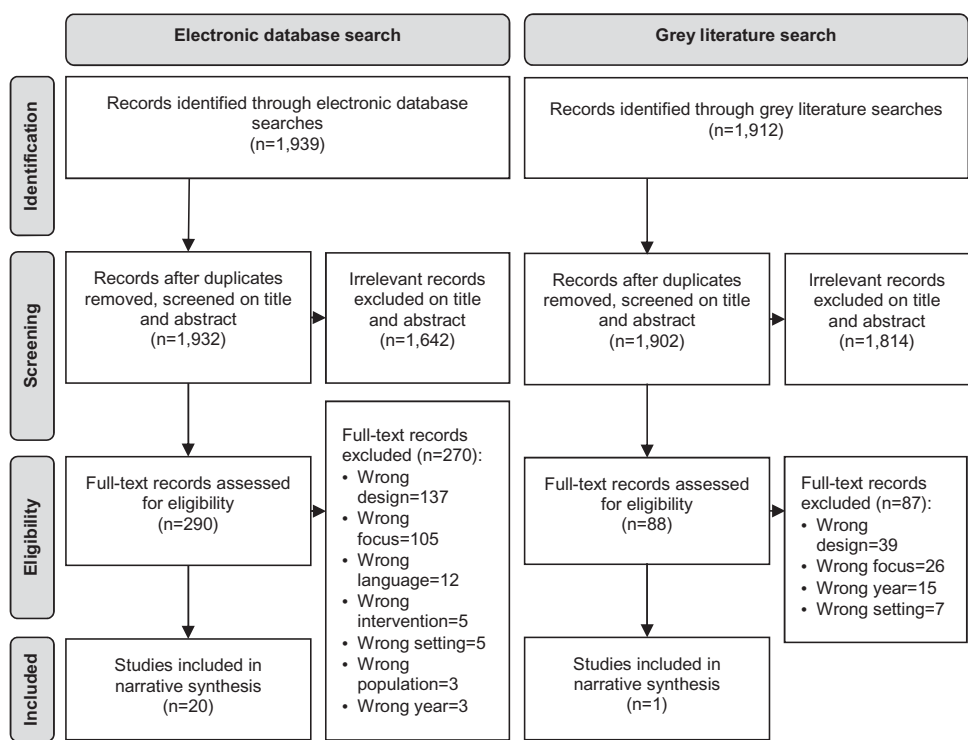 Electronic database search
Grey literature search
Identification
Records identified through electronic database
searches
(n=1,939)
Records identified through grey literature searches
(n=1,912)
Screening
Records after duplicates
removed, screened on title
and abstract
(n=1,932)
Irrelevant records
excluded on title
and abstract
(n=1,642)
Records after duplicates
removed, screened on title
and abstract
(n=1,902)
Irrelevant records
excluded on title
and abstract
(n=1,814)
Eligibility
Full-text records assessed
for eligibility
(n=290)
Full-text records
excluded (n=270):
• Wrong
design=137
• Wrong
focus=105
• Wrong
language=12
• Wrong
intervention=5
• Wrong setting=5
• Wrong
population=3
• Wrong year=3
Full-text records assessed
for eligibility
(n=88)
Full-text records
excluded (n=87):
• Wrong
design=39
• Wrong focus=26
• Wrong year=15
• Wrong setting=7
Included
Studies included in
narrative synthesis
(n=20)
Studies included in
narrative synthesis
(n=1)